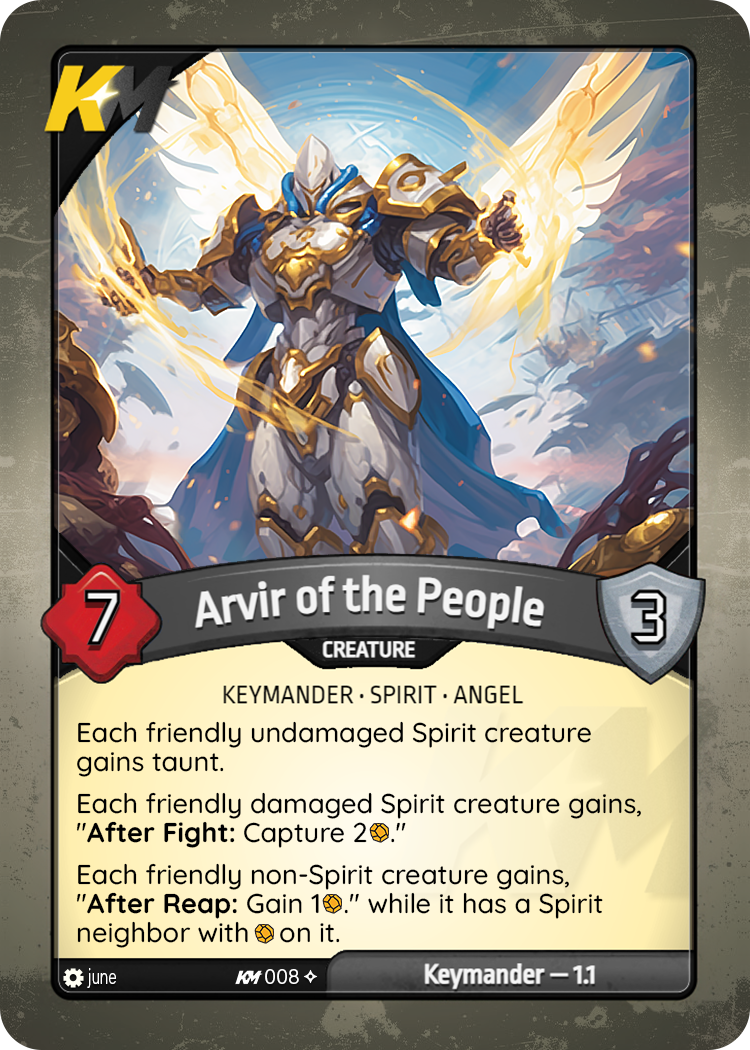 KM
7
Arvir of the People
3
CREATURE
KEYMANDER · SPIRIT · ANGEL
Each friendly undamaged Spirit creature
gains taunt.
Each friendly damaged Spirit creature gains,
"After Fight: Capture 2."
Each friendly non-Spirit creature gains,
"After Reap: Gain 1." while it has a Spirit
neighbor with on it.
june
KM 008
Keymander — 1.1